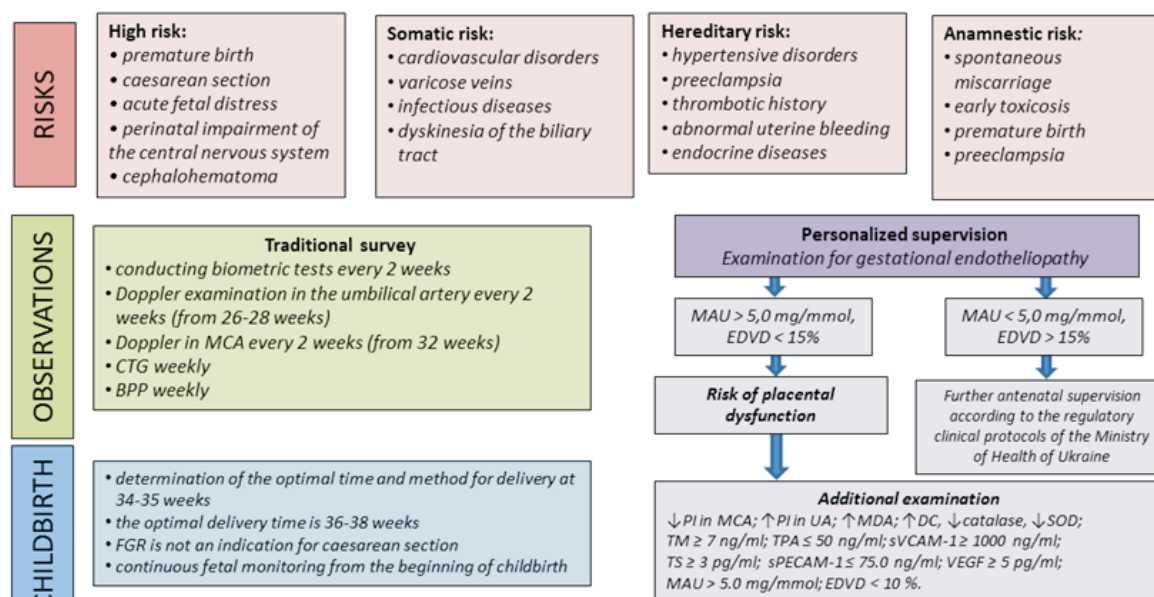 RISKS
High risk:
• premature birth
• caesarean section
• acute fetal distress
• perinatal impairment of
the central nervous system
• cephalohematoma
Somatic risk:
• cardiovascular disorders
• varicose veins
• infectious diseases
• dyskinesia of the biliary
tract
Hereditary risk:
• hypertensive disorders
• preeclampsia
• thrombotic history
• abnormal uterine bleeding
• endocrine diseases
Anamnestic risk:
• spontaneous
miscarriage
• early toxicosis
• premature birth
• preeclampsia
OBSERVATIONS
Traditional survey
• conducting biometric tests every 2 weeks
• Doppler examination in the umbilical artery every 2
weeks (from 26-28 weeks)
• Doppler in MCA every 2 weeks (from 32 weeks)
• CTG weekly
• BPP weekly
Personalized supervision
Examination for gestational endotheliopathy
MAU > 5,0 mg/mmol,
EDVD < 15%
MAU < 5,0 mg/mmol,
EDVD > 15%
Risk of placental
dysfunction
Further antenatal supervision
according to the regulatory
clinical protocols of the Ministry
of Health of Ukraine
CHILDBIRTH
• determination of the optimal time and method for delivery at
34-35 weeks
• the optimal delivery time is 36-38 weeks
• FGR is not an indication for caesarean section
• continuous fetal monitoring from the beginning of childbirth
Additional examination
↓PI in MCA; ↑PI in UA; ↑MDA; ↑DC, ↓catalase, ↓SOD;
TM ≥ 7 ng/ml; TPA ≤ 50 ng/ml; sVCAM-1 ≥ 1000 ng/ml;
TS ≥ 3 pg/ml; sPECAM-1 ≤ 75.0 ng/ml; VEGF ≥ 5 pg/ml;
MAU > 5.0 mg/mmol; EDVD < 10 %.